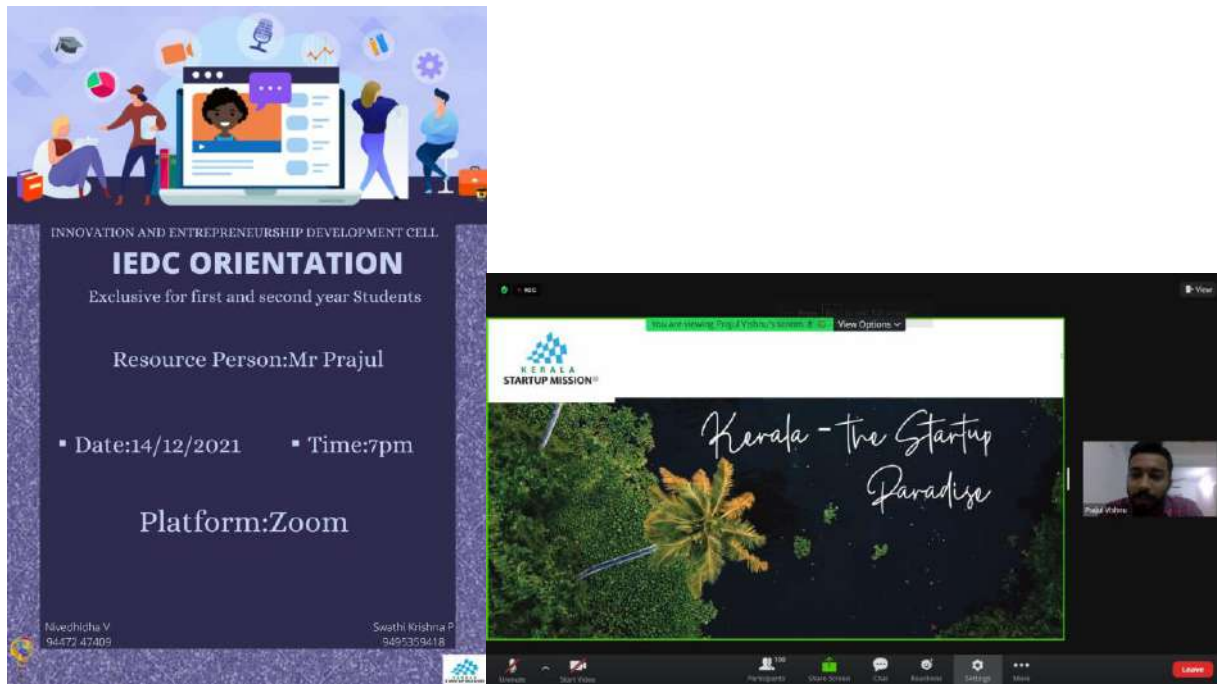 INNOVATION AND ENTREPRENEURSHIP DEVELOPMENT CELL
IEDC ORIENTATION
Exclusive for first and second year Students
Resource Person:Mr Prajul
▪ Date:14/12/2021 ▪ Time:7pm
Platform:Zoom
Nivedhidha V
94472 47409
Swathi Krishna P
9495359418
REC
View
You are viewing Prajul Vishnu's screen
View Options
KERALA
STARTUP MISSION
Kerala - the Startup
Paradise
Prajul Vishnu
Unmute
Start Video
Participants
100
Share Screen
Chat
Reactions
Settings
More
Leave